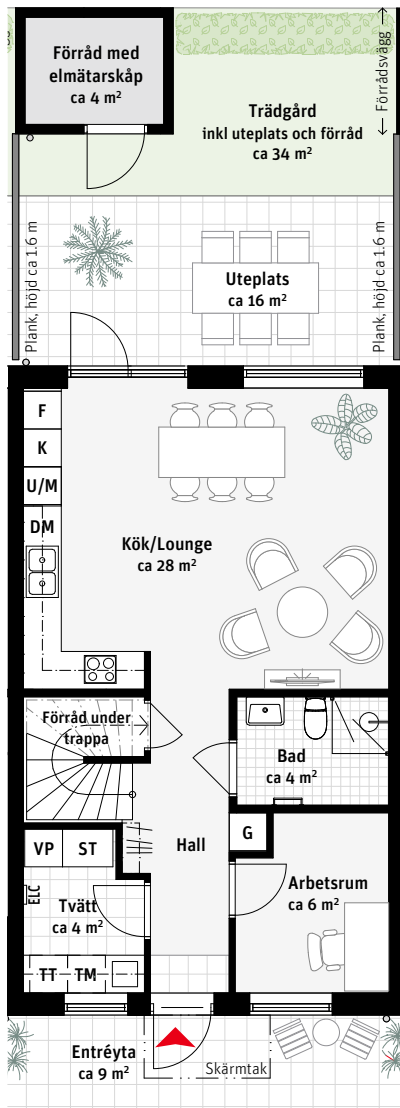 Förråd med
elmätarskåp
ca 4 m²
Förrådsvägg
Trädgård
inkl uteplats och förråd
ca 34 m²
Plank, höjd ca 1.6 m
Plank, höjd ca 1.6 m
Uteplats
ca 16 m²
F
K
U/M
DM
Kök/Lounge
ca 28 m²
Förråd under
trappa
Bad
ca 4 m²
Hall
G
VP
ST
ELC
Tvätt
ca 4 m²
Arbetsrum
ca 6 m²
TT
TM
Entréyta
ca 9 m²
Skärmtak